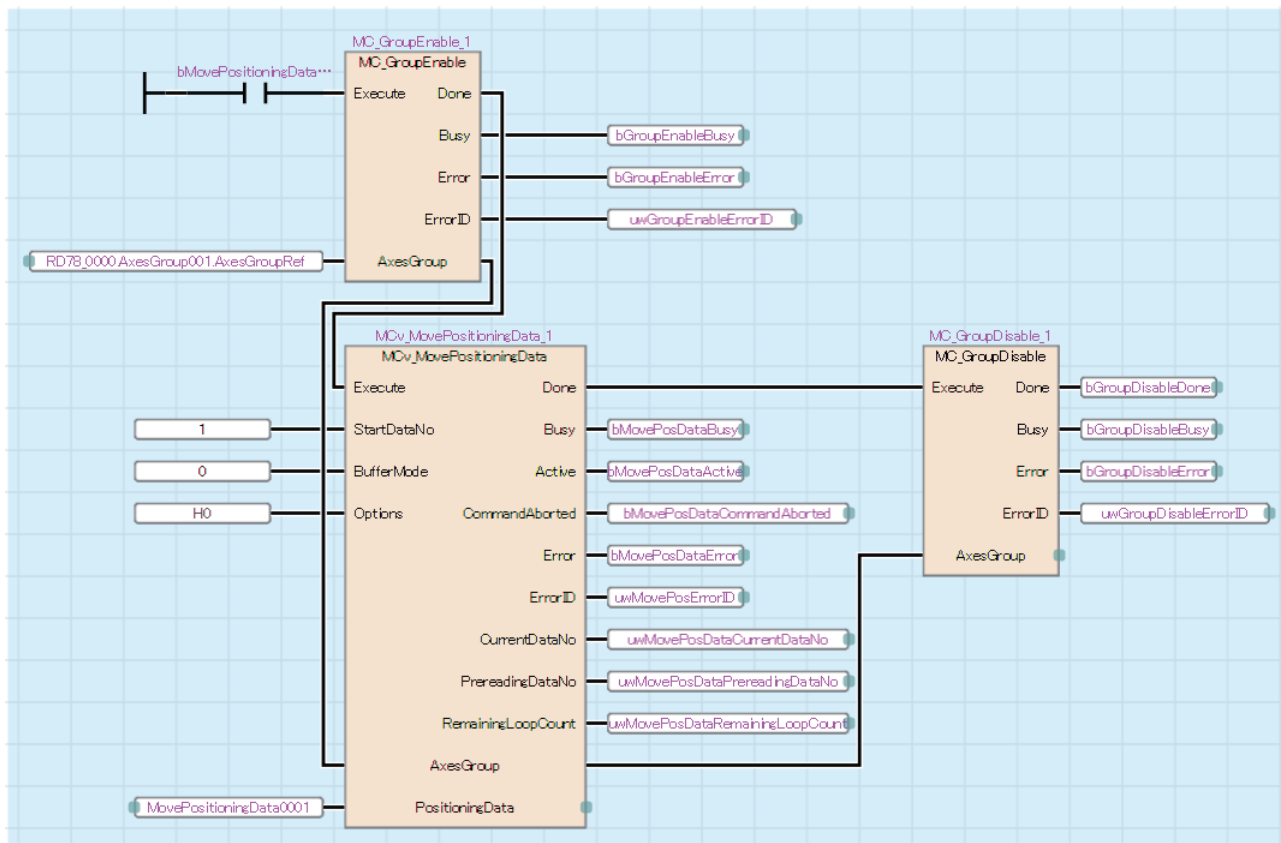 MC_GroupEnable_1
MC_GroupEnable
bMovePositioningData…
Execute Done
Busy bGroupEnableBusy
Error bGroupEnableError
ErrorID uwGroupEnableErrorID
RD78_0000.AxesGroup001.AxesGroupRef AxesGroup
MCv_MovePositioningData_1 MC_GroupDisable_1
MCv_MovePositioningData MC_GroupDisable
Execute Done Execute Done bGroupDisableDone
1 StartDataNo Busy bMovePosDataBusy Busy bGroupDisableBusy
0 BufferMode Active bMovePosDataActive Error bGroupDisableError
H0 Options CommandAborted bMovePosDataCommandAborted ErrorID uwGroupDisableErrorID
Error bMovePosDataError AxesGroup
ErrorID uwMovePosErrorID
CurrentDataNo uwMovePosDataCurrentDataNo
PrereadingDataNo uwMovePosDataPrereadingDataNo
RemainingLoopCount uwMovePosDataRemainingLoopCount
AxesGroup
MovePositioningData0001 PositioningData